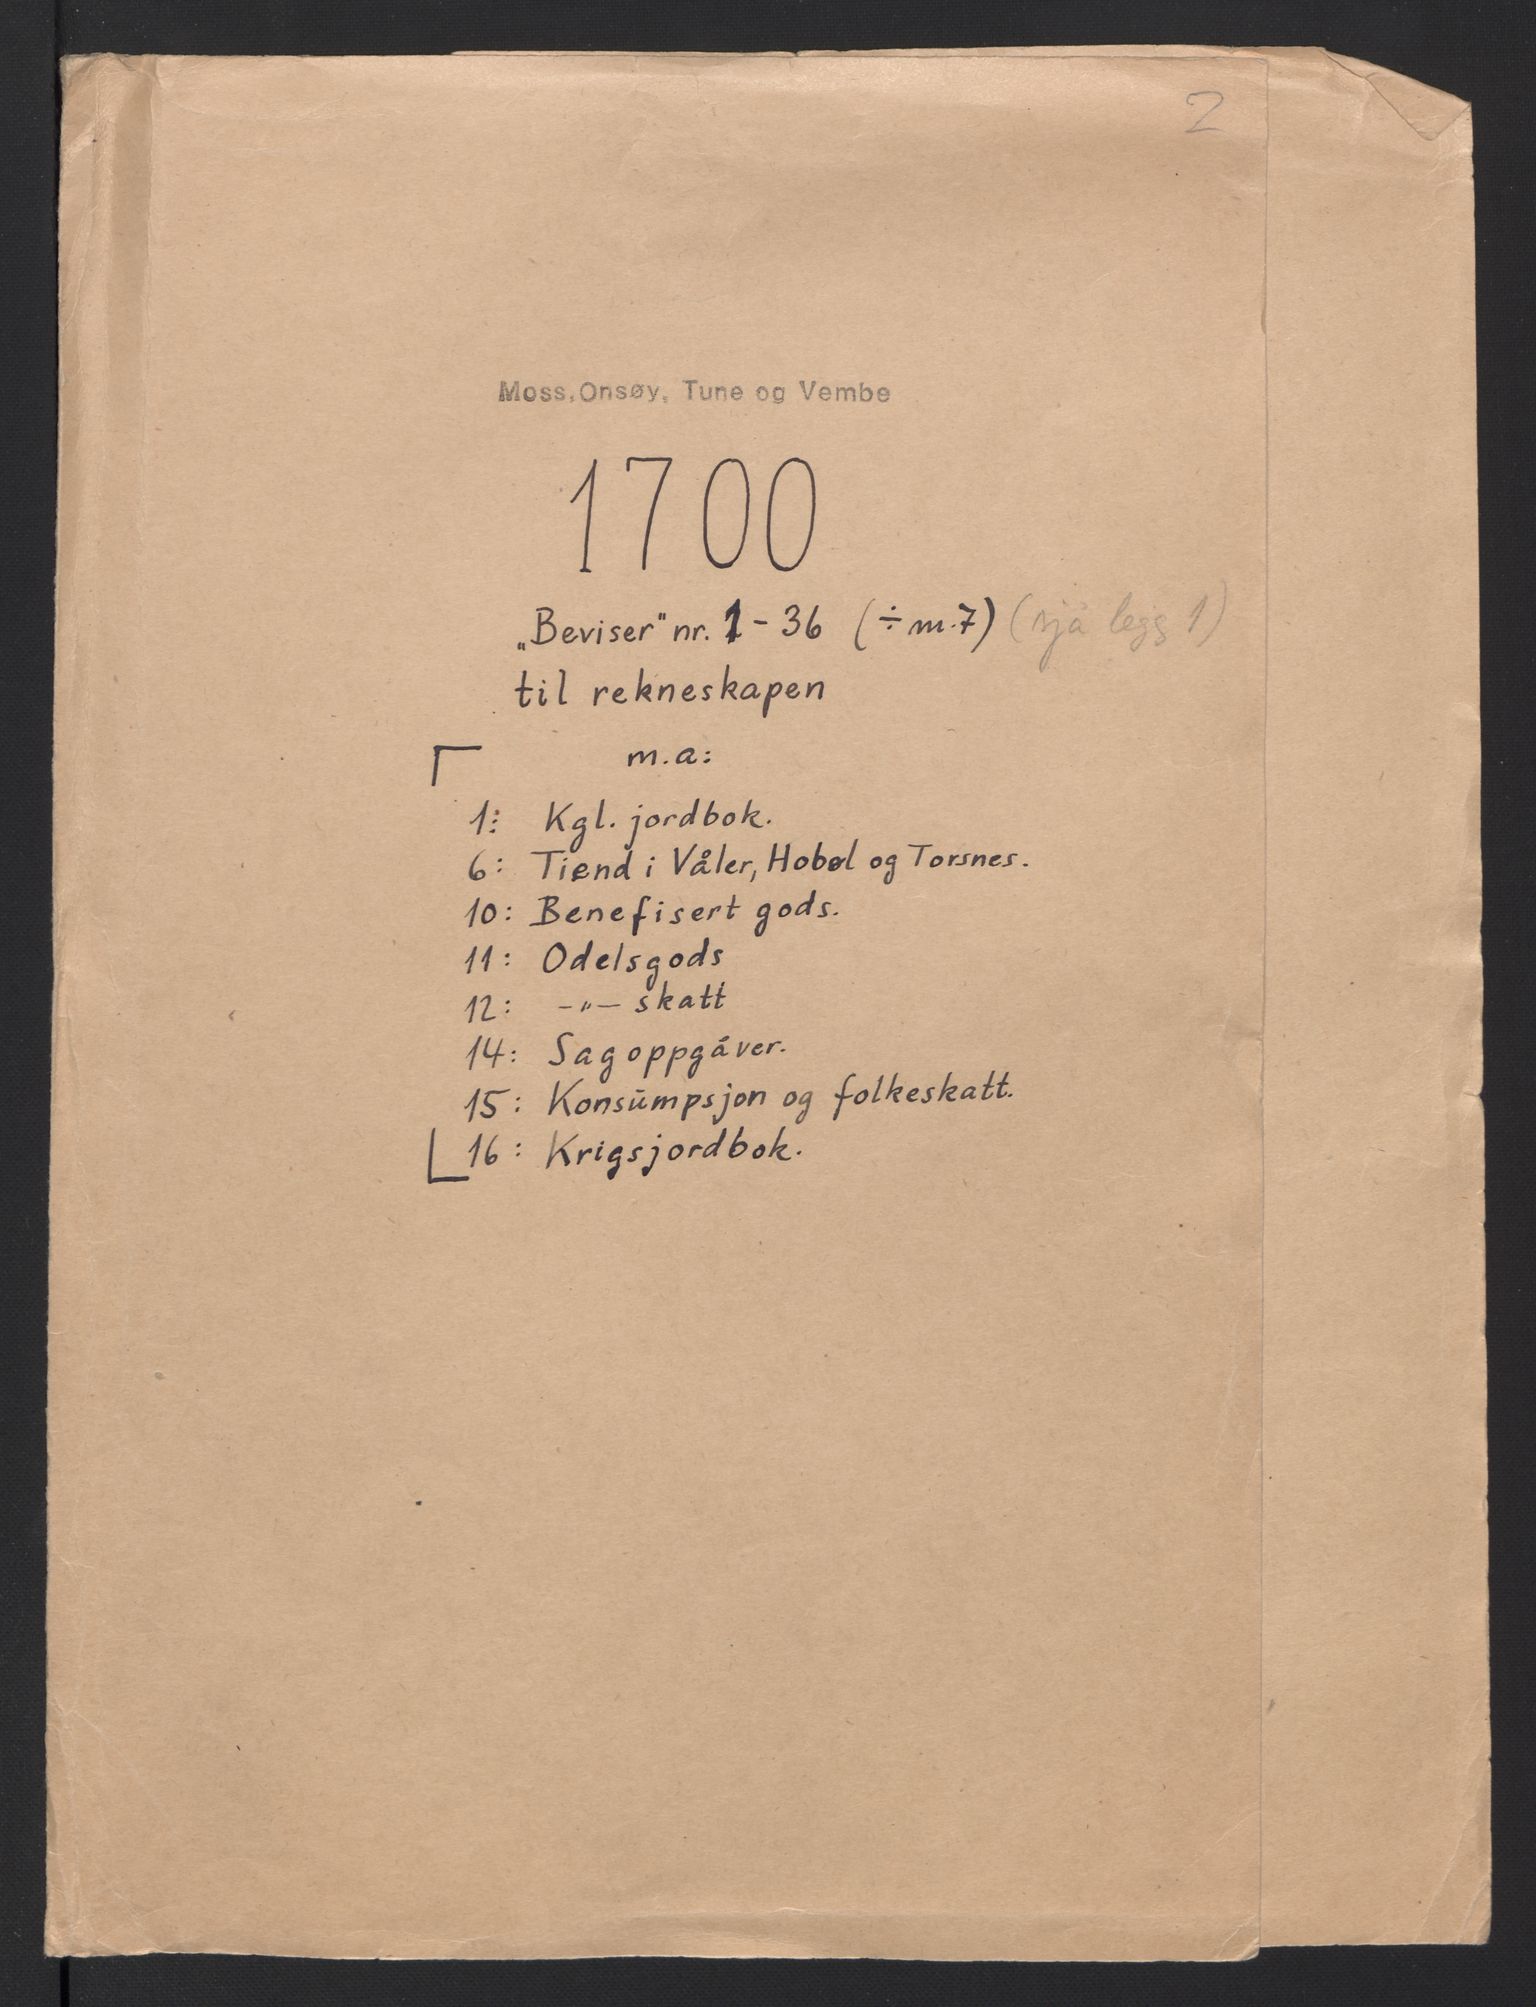 2
Moss, Onsøy, Tune og Vembe
1700
„Beviser" nr. 1 - 36 (÷ m. 7) (sjå legg 1)
til rekneskapen
m.a:
1: Kgl. jordbok.
6: Tiend i Våler, Hobøl og Torsnes.
10: Benefisert gods.
11: Odelsgods
12: -"- skatt
14: Sagoppgåver.
15: Konsumpsjon og folkeskatt.
16: Krigsjordbok.